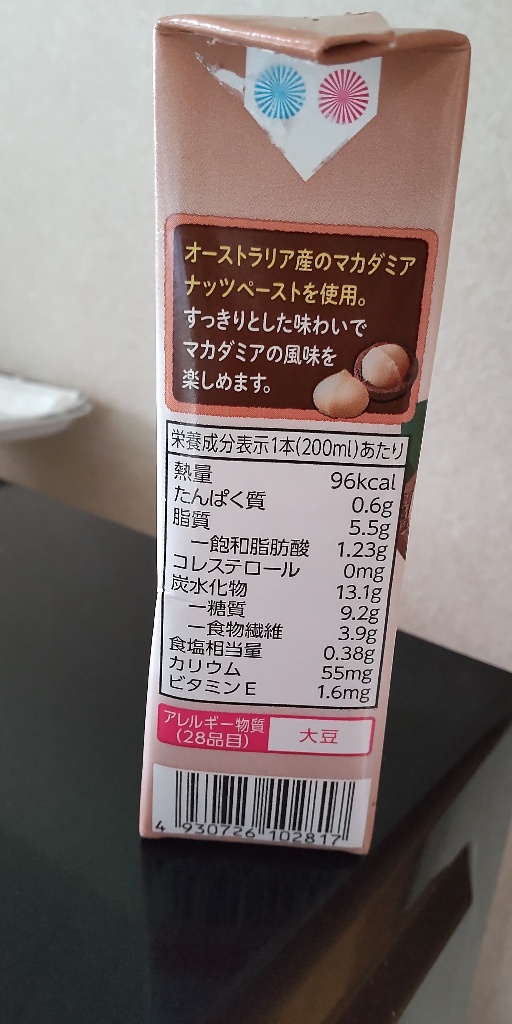 オーストラリア産のマカダミア
ナッツペーストを使用。
すっきりとした味わいで
マカダミアの風味を
楽しめます。
栄養成分表示1本(200ml)あたり
熱量 96kcal
たんぱく質 0.6g
脂質 5.5g
ー飽和脂肪酸 1.23g
コレステロール 0mg
炭水化物 13.1g
ー糖質 9.2g
ー食物繊維 3.9g
食塩相当量 0.38g
カリウム 55mg
ビタミンE 1.6mg
アレルギー物質
(28品目) 大豆
4 930726 102817